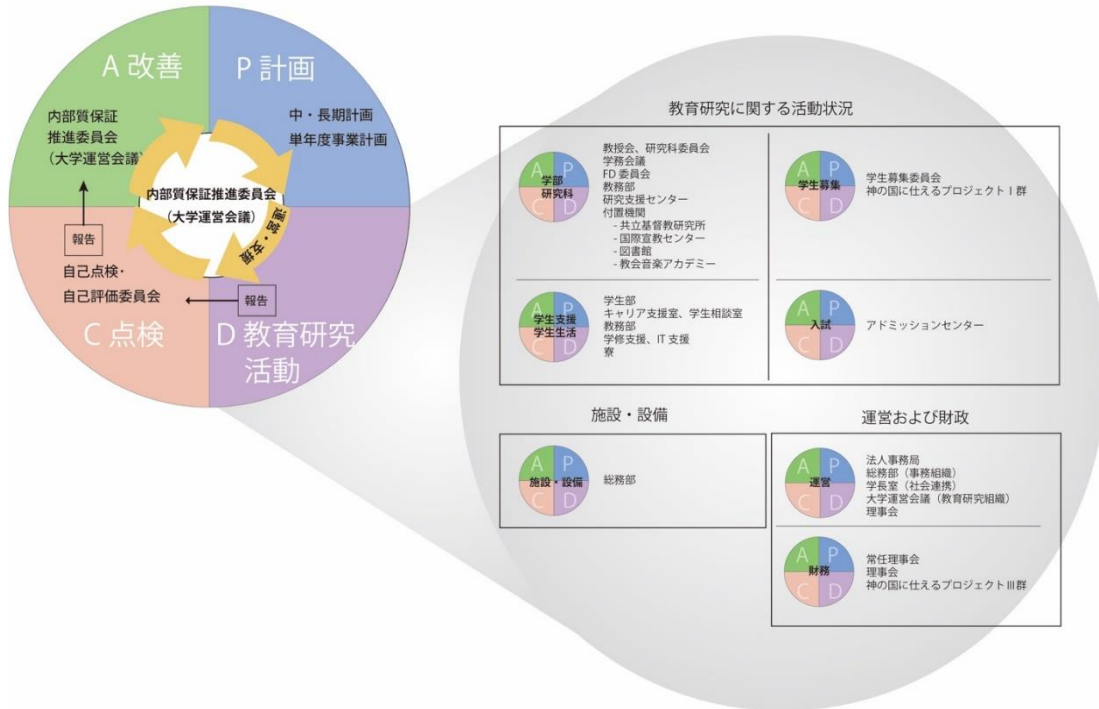 A 改善
P 計画
内部質保証
推進委員会
(大学運営会議)
中・長期計画
単年度事業計画
内部質保証推進委員会
(大学運営会議)
運営・支援
報告
自己点検・
自己評価委員会
報告
C 点検
D 教育研究
活動
教育研究に関する活動状況
A P
学部
研究科
C D
教授会、研究科委員会
学務会議
FD 委員会
教務部
研究支援センター
付置機関
- 共立基督教研究所
- 国際宣教センター
- 図書館
- 教会音楽アカデミー
A P
学生募集
C D
学生募集委員会
神の国に仕えるプロジェクトⅠ群
A P
学生支援
学生生活
C D
学生部
キャリア支援室、学生相談室
教務部
学修支援、IT 支援
寮
A P
入試
C D
アドミッションセンター
施設・設備
A P
施設・設備
C D
総務部
運営および財政
A P
運営
C D
法人事務局
総務部(事務組織)
学長室(社会連携)
大学運営会議(教育研究組織)
理事会
A P
財務
C D
常任理事会
理事会
神の国に仕えるプロジェクトⅢ群